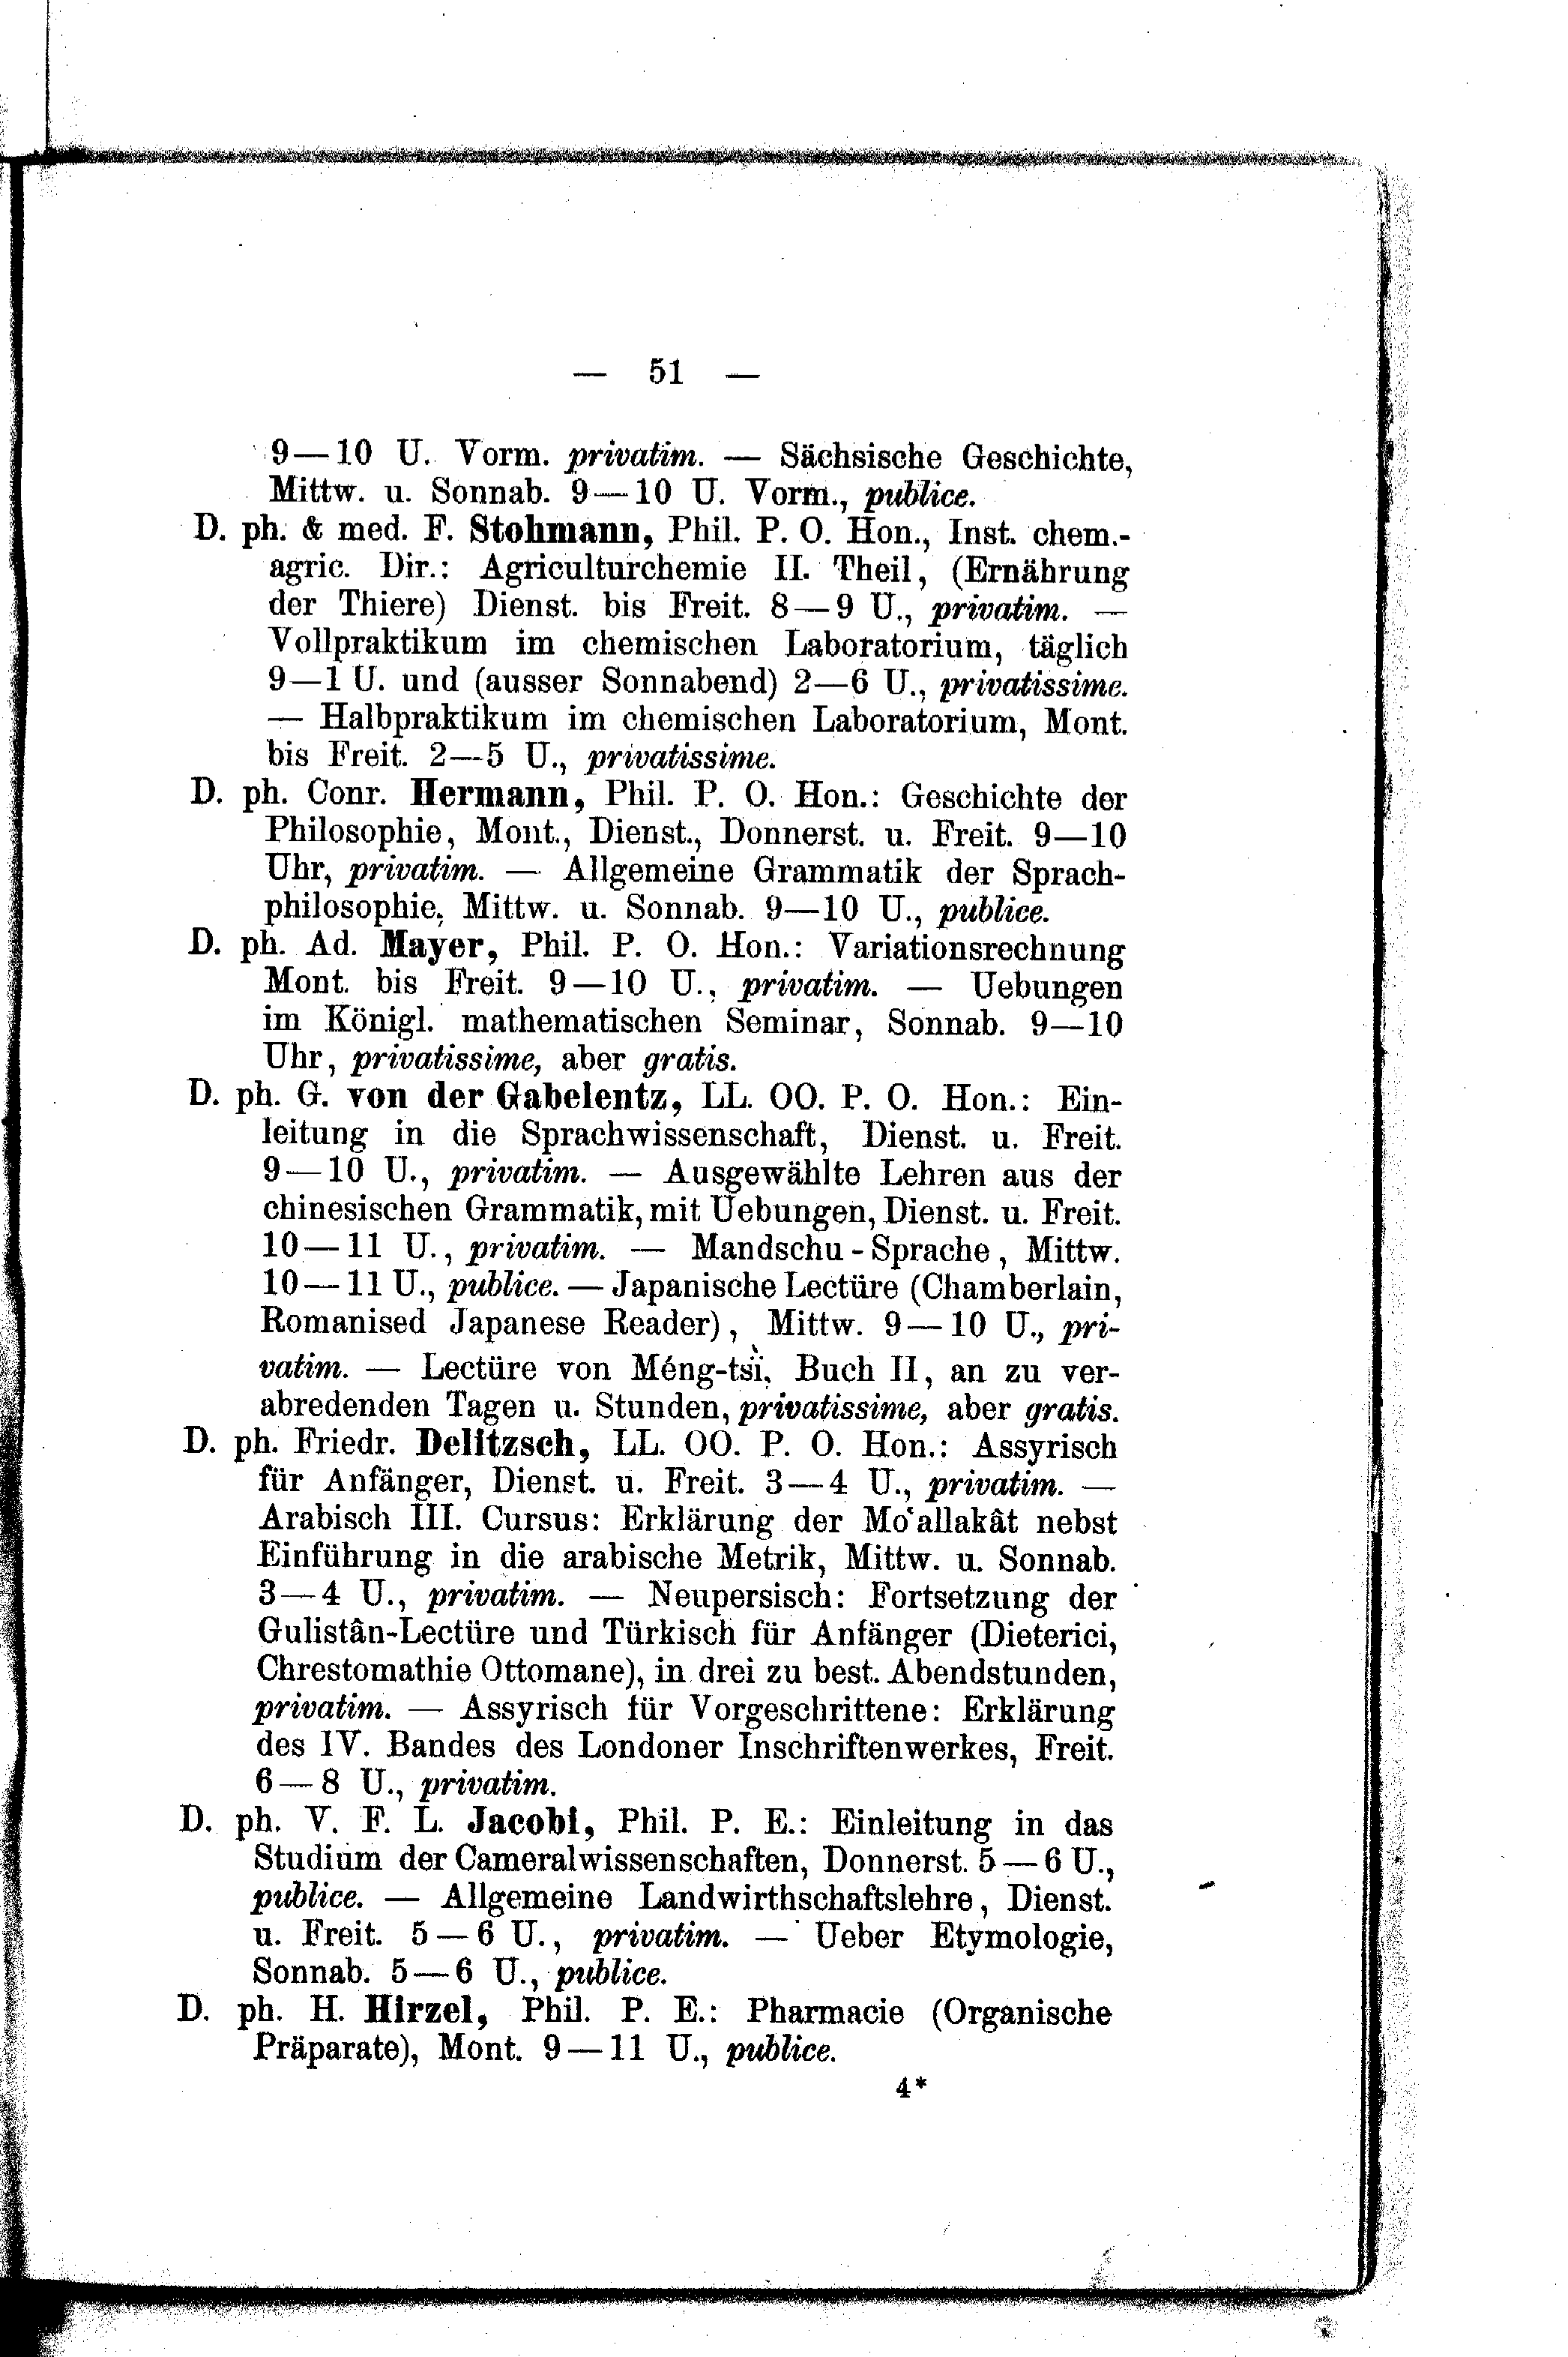 — 51 —
9—10 U. Vorm. privatim. — Sächsische Geschichte,
Mittw. u. Sonnab. 9—10 U. Vorm., publice.
D. ph. & med. F. Stohmann, Phil. P. O. Hon., Inst. chem.-
agric. Dir.: Agriculturchemie II. Theil, (Ernährung
der Thiere) Dienst. bis Freit. 8—9 U., privatim. —
Vollpraktikum im chemischen Laboratorium, täglich
9—1 U. und (ausser Sonnabend) 2—6 U., privatissime.
— Halbpraktikum im chemischen Laboratorium, Mont.
bis Freit. 2—5 U., privatissime.
D. ph. Conr. Hermann, Phil. P. O. Hon.: Geschichte der
Philosophie, Mont., Dienst., Donnerst. u. Freit. 9—10
Uhr, privatim. — Allgemeine Grammatik der Sprach-
philosophie, Mittw. u. Sonnab. 9—10 U., publice.
D. ph. Ad. Mayer, Phil. P. O. Hon.: Variationsrechnung
Mont. bis Freit. 9—10 U., privatim. — Uebungen
im Königl. mathematischen Seminar, Sonnab. 9—10
Uhr, privatissime, aber gratis.
D. ph. G. von der Gabelentz, LL. OO. P. O. Hon.: Ein-
leitung in die Sprachwissenschaft, Dienst. u. Freit.
9—10 U., privatim. — Ausgewählte Lehren aus der
chinesischen Grammatik, mit Uebungen, Dienst. u. Freit.
10—11 U., privatim. — Mandschu-Sprache, Mittw.
10—11 U., publice. — Japanische Lectüre (Chamberlain,
Romanised Japanese Reader), Mittw. 9—10 U., pri-
vatim. — Lectüre von Méng-tsï̀, Buch II, an zu ver-
abredenden Tagen u. Stunden, privatissime, aber gratis.
D. ph. Friedr. Delitzsch, LL. OO. P. O. Hon.: Assyrisch
für Anfänger, Dienst. u. Freit. 3—4 U., privatim. —
Arabisch III. Cursus: Erklärung der Moʿallakât nebst
Einführung in die arabische Metrik, Mittw. u. Sonnab.
3—4 U., privatim. — Neupersisch: Fortsetzung der
Gulistân-Lectüre und Türkisch für Anfänger (Dieterici,
Chrestomathie Ottomane), in drei zu best. Abendstunden,
privatim. — Assyrisch für Vorgeschrittene: Erklärung
des IV. Bandes des Londoner Inschriftenwerkes, Freit.
6—8 U., privatim.
D. ph. V. F. L. Jacobi, Phil. P. E.: Einleitung in das
Studium der Cameralwissenschaften, Donnerst. 5—6 U.,
publice. — Allgemeine Landwirthschaftslehre, Dienst.
u. Freit. 5—6 U., privatim. — Ueber Etymologie,
Sonnab. 5—6 U., publice.
D. ph. H. Hirzel, Phil. P. E.: Pharmacie (Organische
Präparate), Mont. 9—11 U., publice.
4*